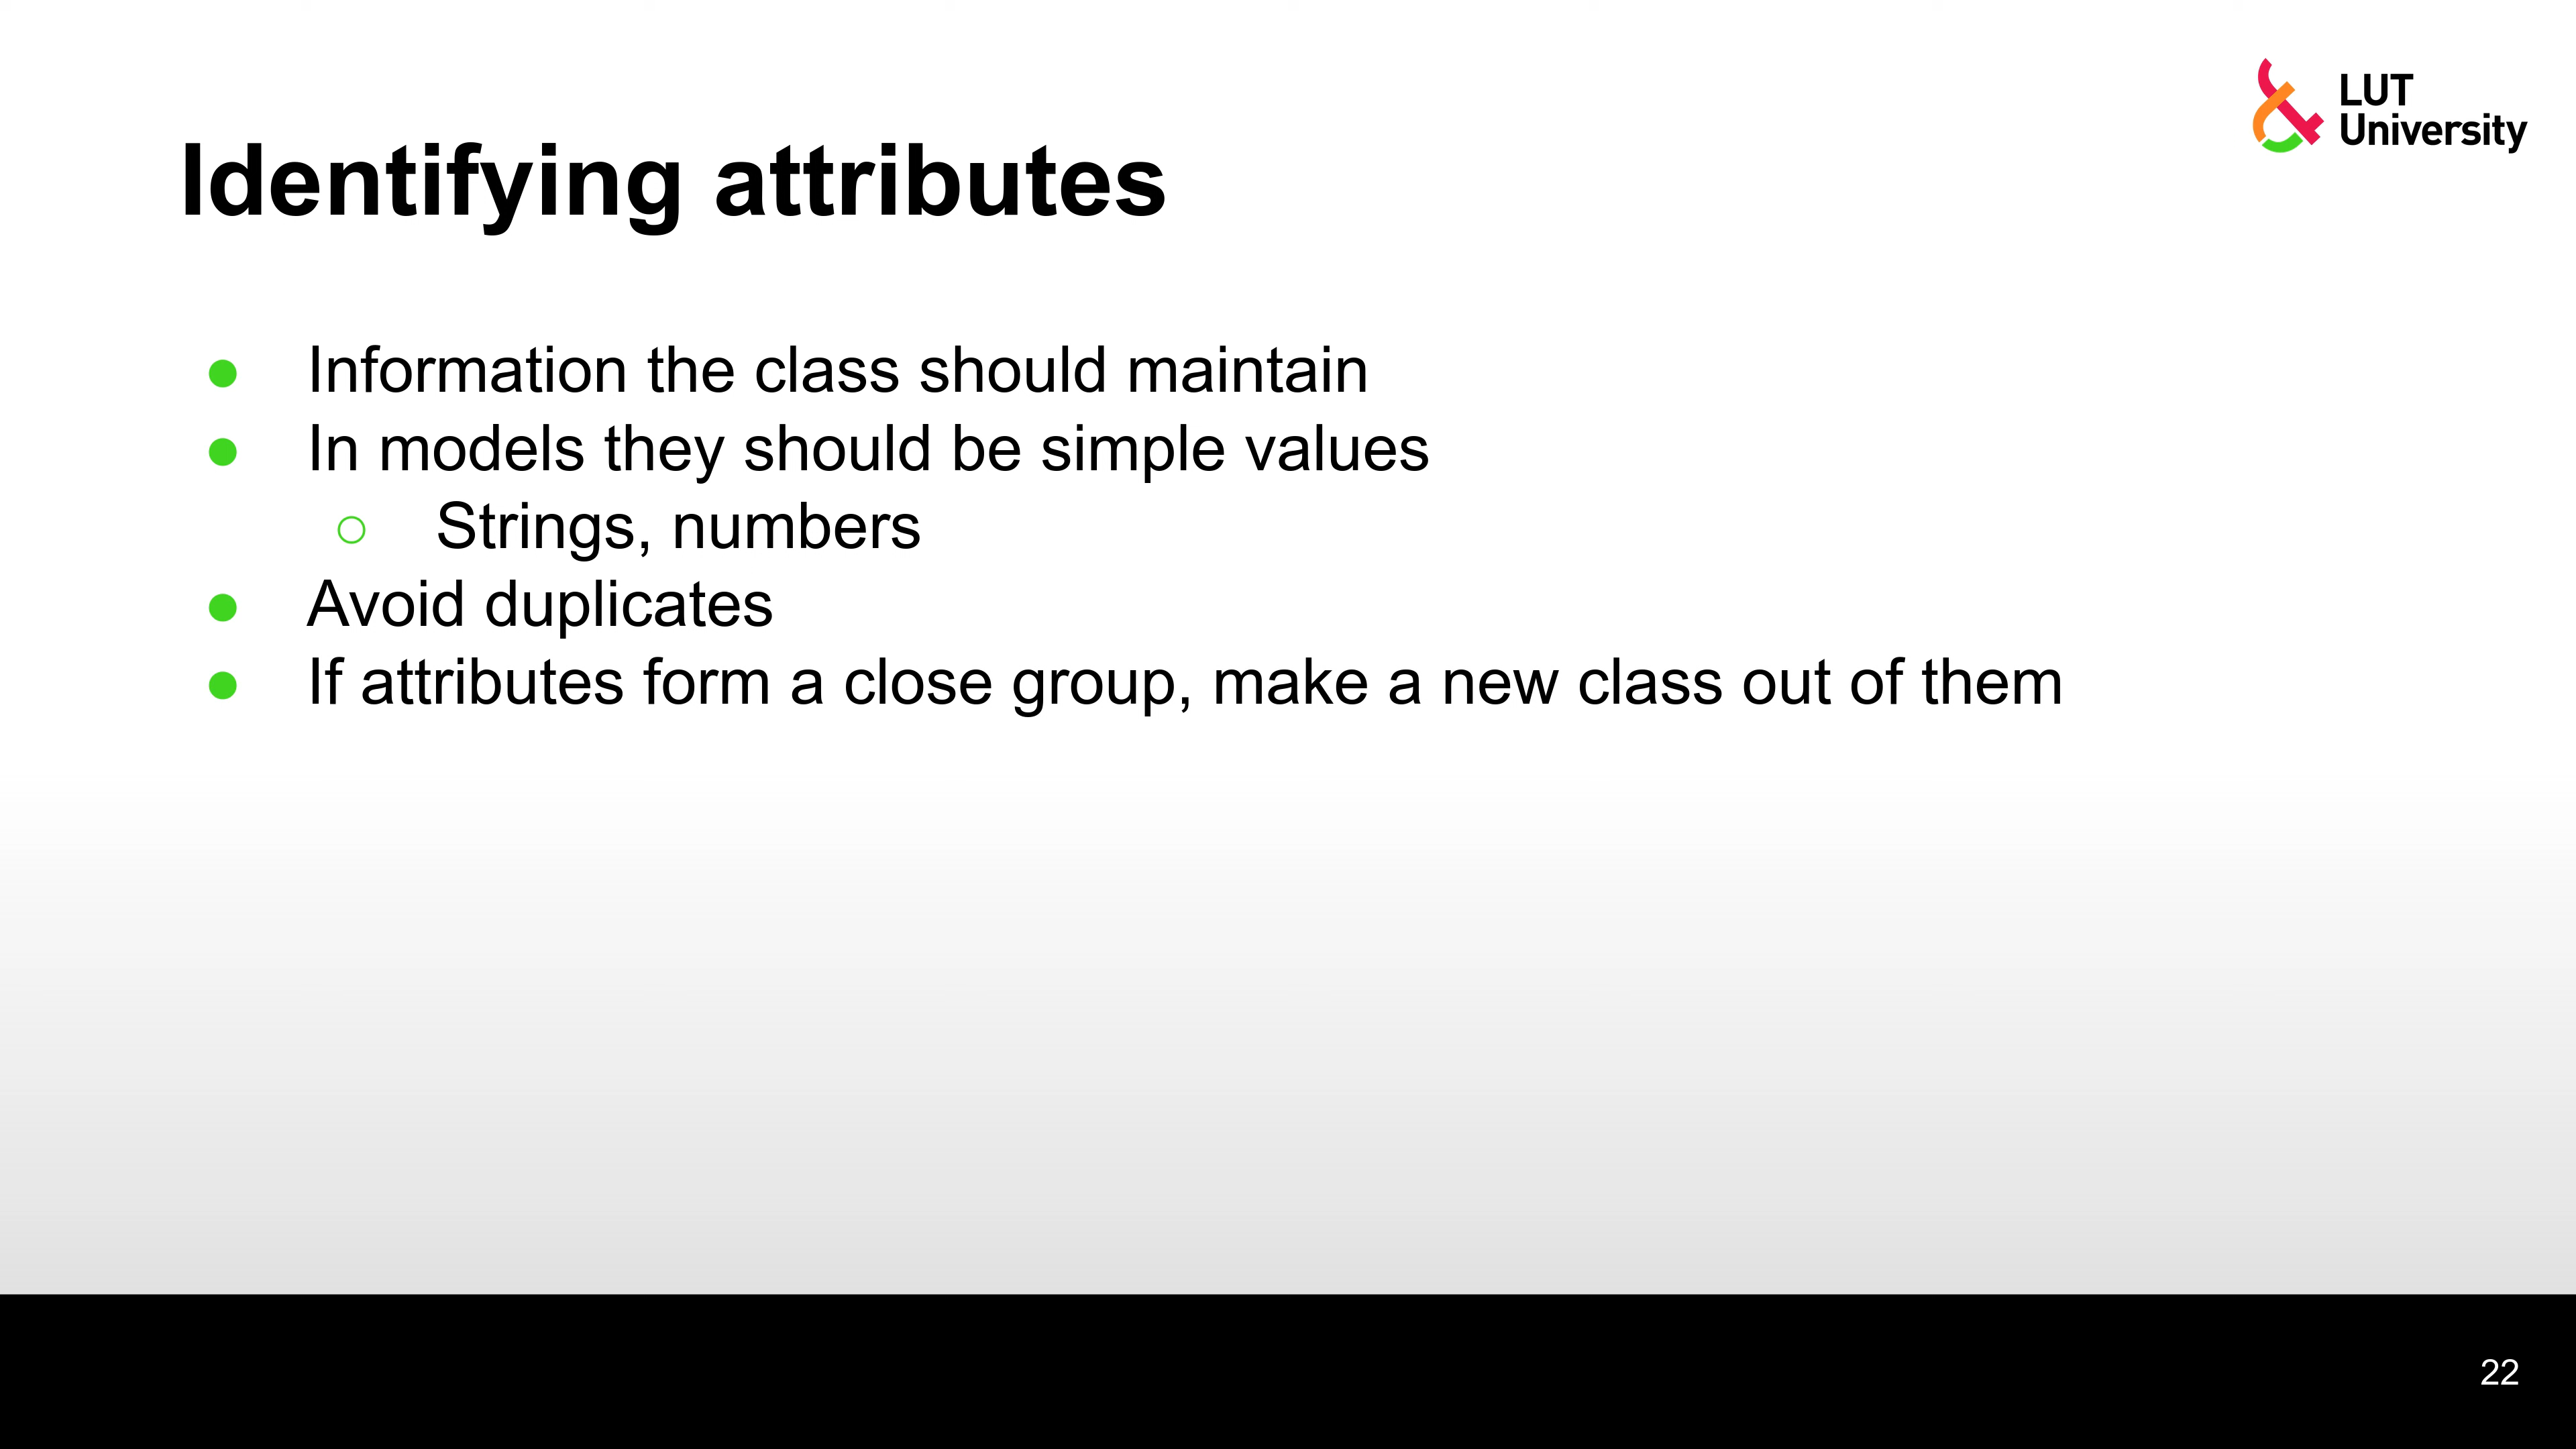 LUT
University
Identifying attributes
● Information the class should maintain
● In models they should be simple values
○ Strings, numbers
● Avoid duplicates
● If attributes form a close group, make a new class out of them
22